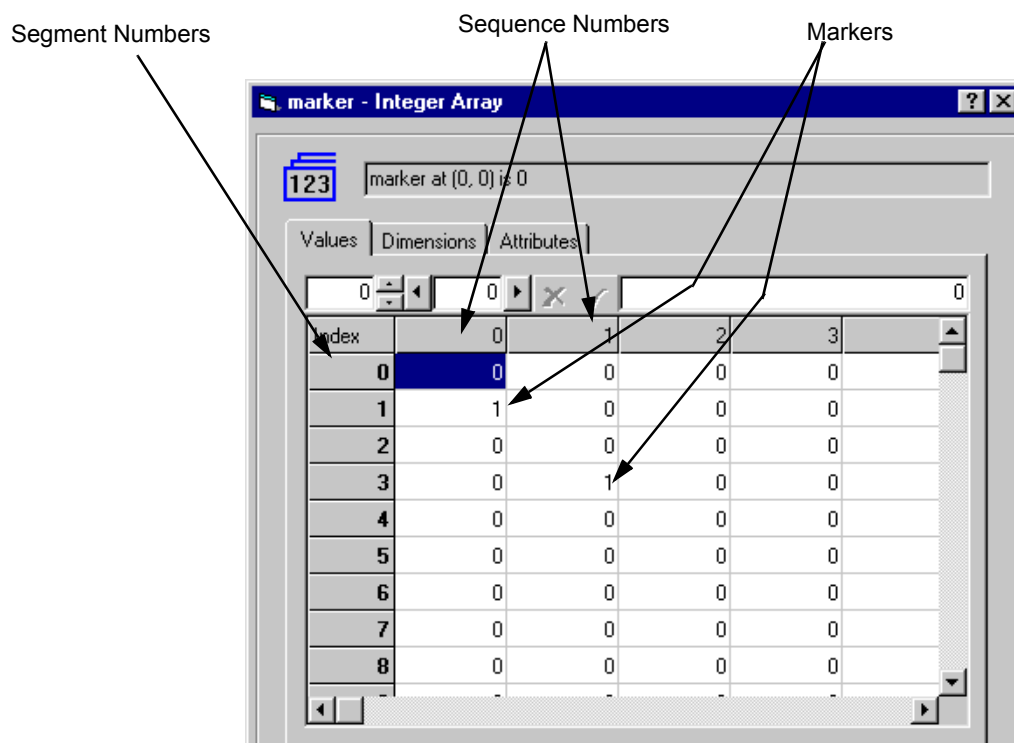 Segment Numbers
Sequence Numbers
Markers
marker - Integer Array
123
marker at (0, 0) is 0
Values Dimensions Attributes
0 0 0
Index 0 1 2 3
0 0 0 0 0
1 1 0 0 0
2 0 0 0 0
3 0 1 0 0
4 0 0 0 0
5 0 0 0 0
6 0 0 0 0
7 0 0 0 0
8 0 0 0 0